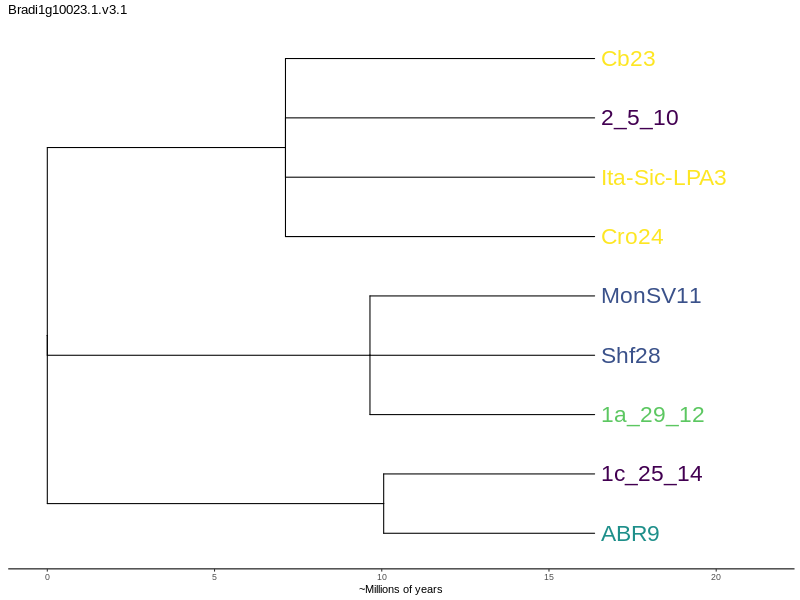 Bradi1g10023.1.v3.1
Cb23
2_5_10
Ita-Sic-LPA3
Cro24
MonSV11
Shf28
1a_29_12
1c_25_14
ABR9
0 5 10 15 20
~Millions of years